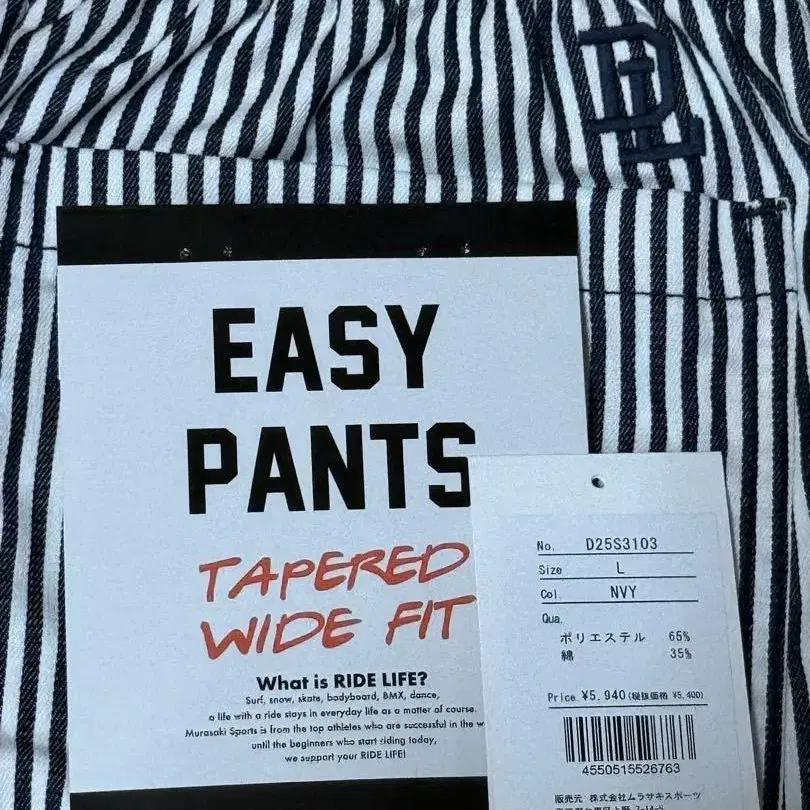 DL
EASY
PANTS
TAPERED
WIDE FIT
What is RIDE LIFE?
Surf, snow, skate, bodyboard, BMX, dance,
a life with a ride stays in everyday life as a matter of course.
Murasaki Sports is from the top athletes who are successful in the w
until the beginners who start riding today,
we support your RIDE LIFE!
No. D25S3103
Size L
Col. NVY
Qua.
ポリエステル 65%
綿 35%
Price ¥5,940(税抜価格 ¥5,400)
4550515526763
販売元 株式会社ムラサキスポーツ